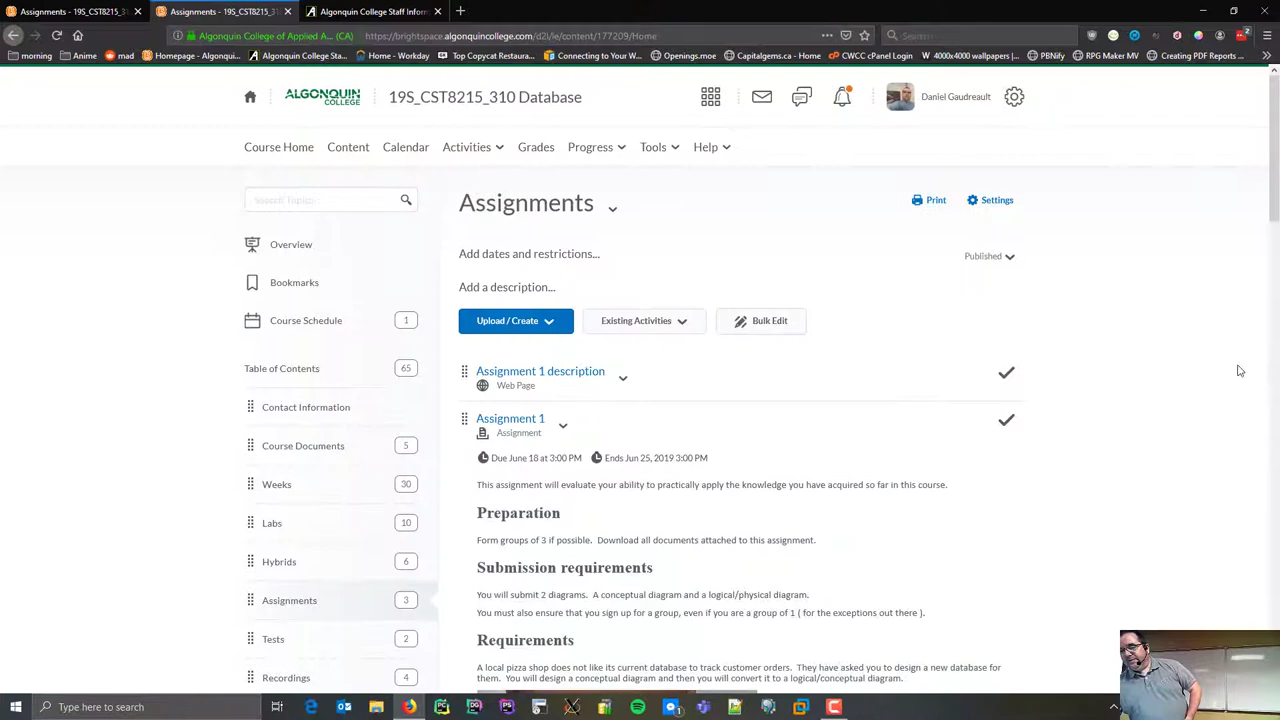 Assignments - 19S_CST8215_31
Assignments - 19S_CST8215_31
Algonquin College Staff Inform
Algonquin College of Applied A... (CA)
https://brightspace.algonquincollege.com/d2l/le/content/177209/Home
Search
morning
Anime
Homepage - Algonqui...
Algonquin College Sta...
Home - Workday
Top Copycat Restaura...
Connecting to Your W...
Openings.moe
Capitalgems.ca - Home
CWCC cPanel Login
4000x4000 wallpapers |...
PBNify
RPG Maker MV
Creating PDF Reports ...
ALGONQUIN COLLEGE
19S_CST8215_310 Database
Daniel Gaudreault
Course Home
Content
Calendar
Activities
Grades
Progress
Tools
Help
Search Topics
Assignments
Print
Settings
Overview
Add dates and restrictions...
Published
Bookmarks
Add a description...
Course Schedule
1
Upload / Create
Existing Activities
Bulk Edit
Table of Contents
65
Assignment 1 description
Web Page
Contact Information
Assignment 1
Assignment
Course Documents
5
Due June 18 at 3:00 PM
Ends Jun 25, 2019 3:00 PM
Weeks
30
This assignment will evaluate your ability to practically apply the knowledge you have acquired so far in this course.
Labs
10
Preparation
Form groups of 3 if possible. Download all documents attached to this assignment.
Hybrids
6
Submission requirements
Assignments
3
You will submit 2 diagrams. A conceptual diagram and a logical/physical diagram.
You must also ensure that you sign up for a group, even if you are a group of 1 ( for the exceptions out there ).
Tests
2
Requirements
A local pizza shop does not like its current database to track customer orders. They have asked you to design a new database for
them. You will design a conceptual diagram and then you will convert it to a logical/conceptual diagram.
Recordings
4
Type here to search